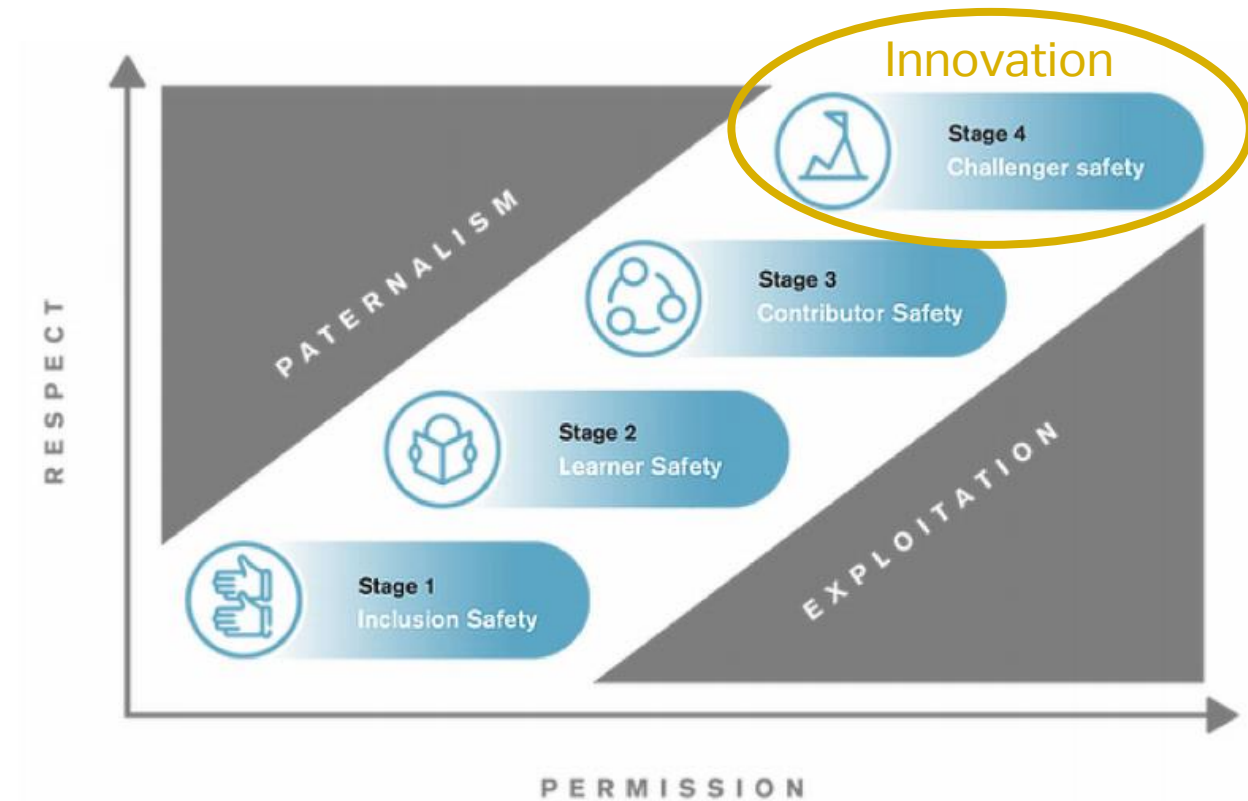 Innovation
Stage 4
Challenger safety
PATERNALISM
Stage 3
Contributor Safety
RESPECT
Stage 2
Learner Safety
EXPLOITATION
Stage 1
Inclusion Safety
PERMISSION